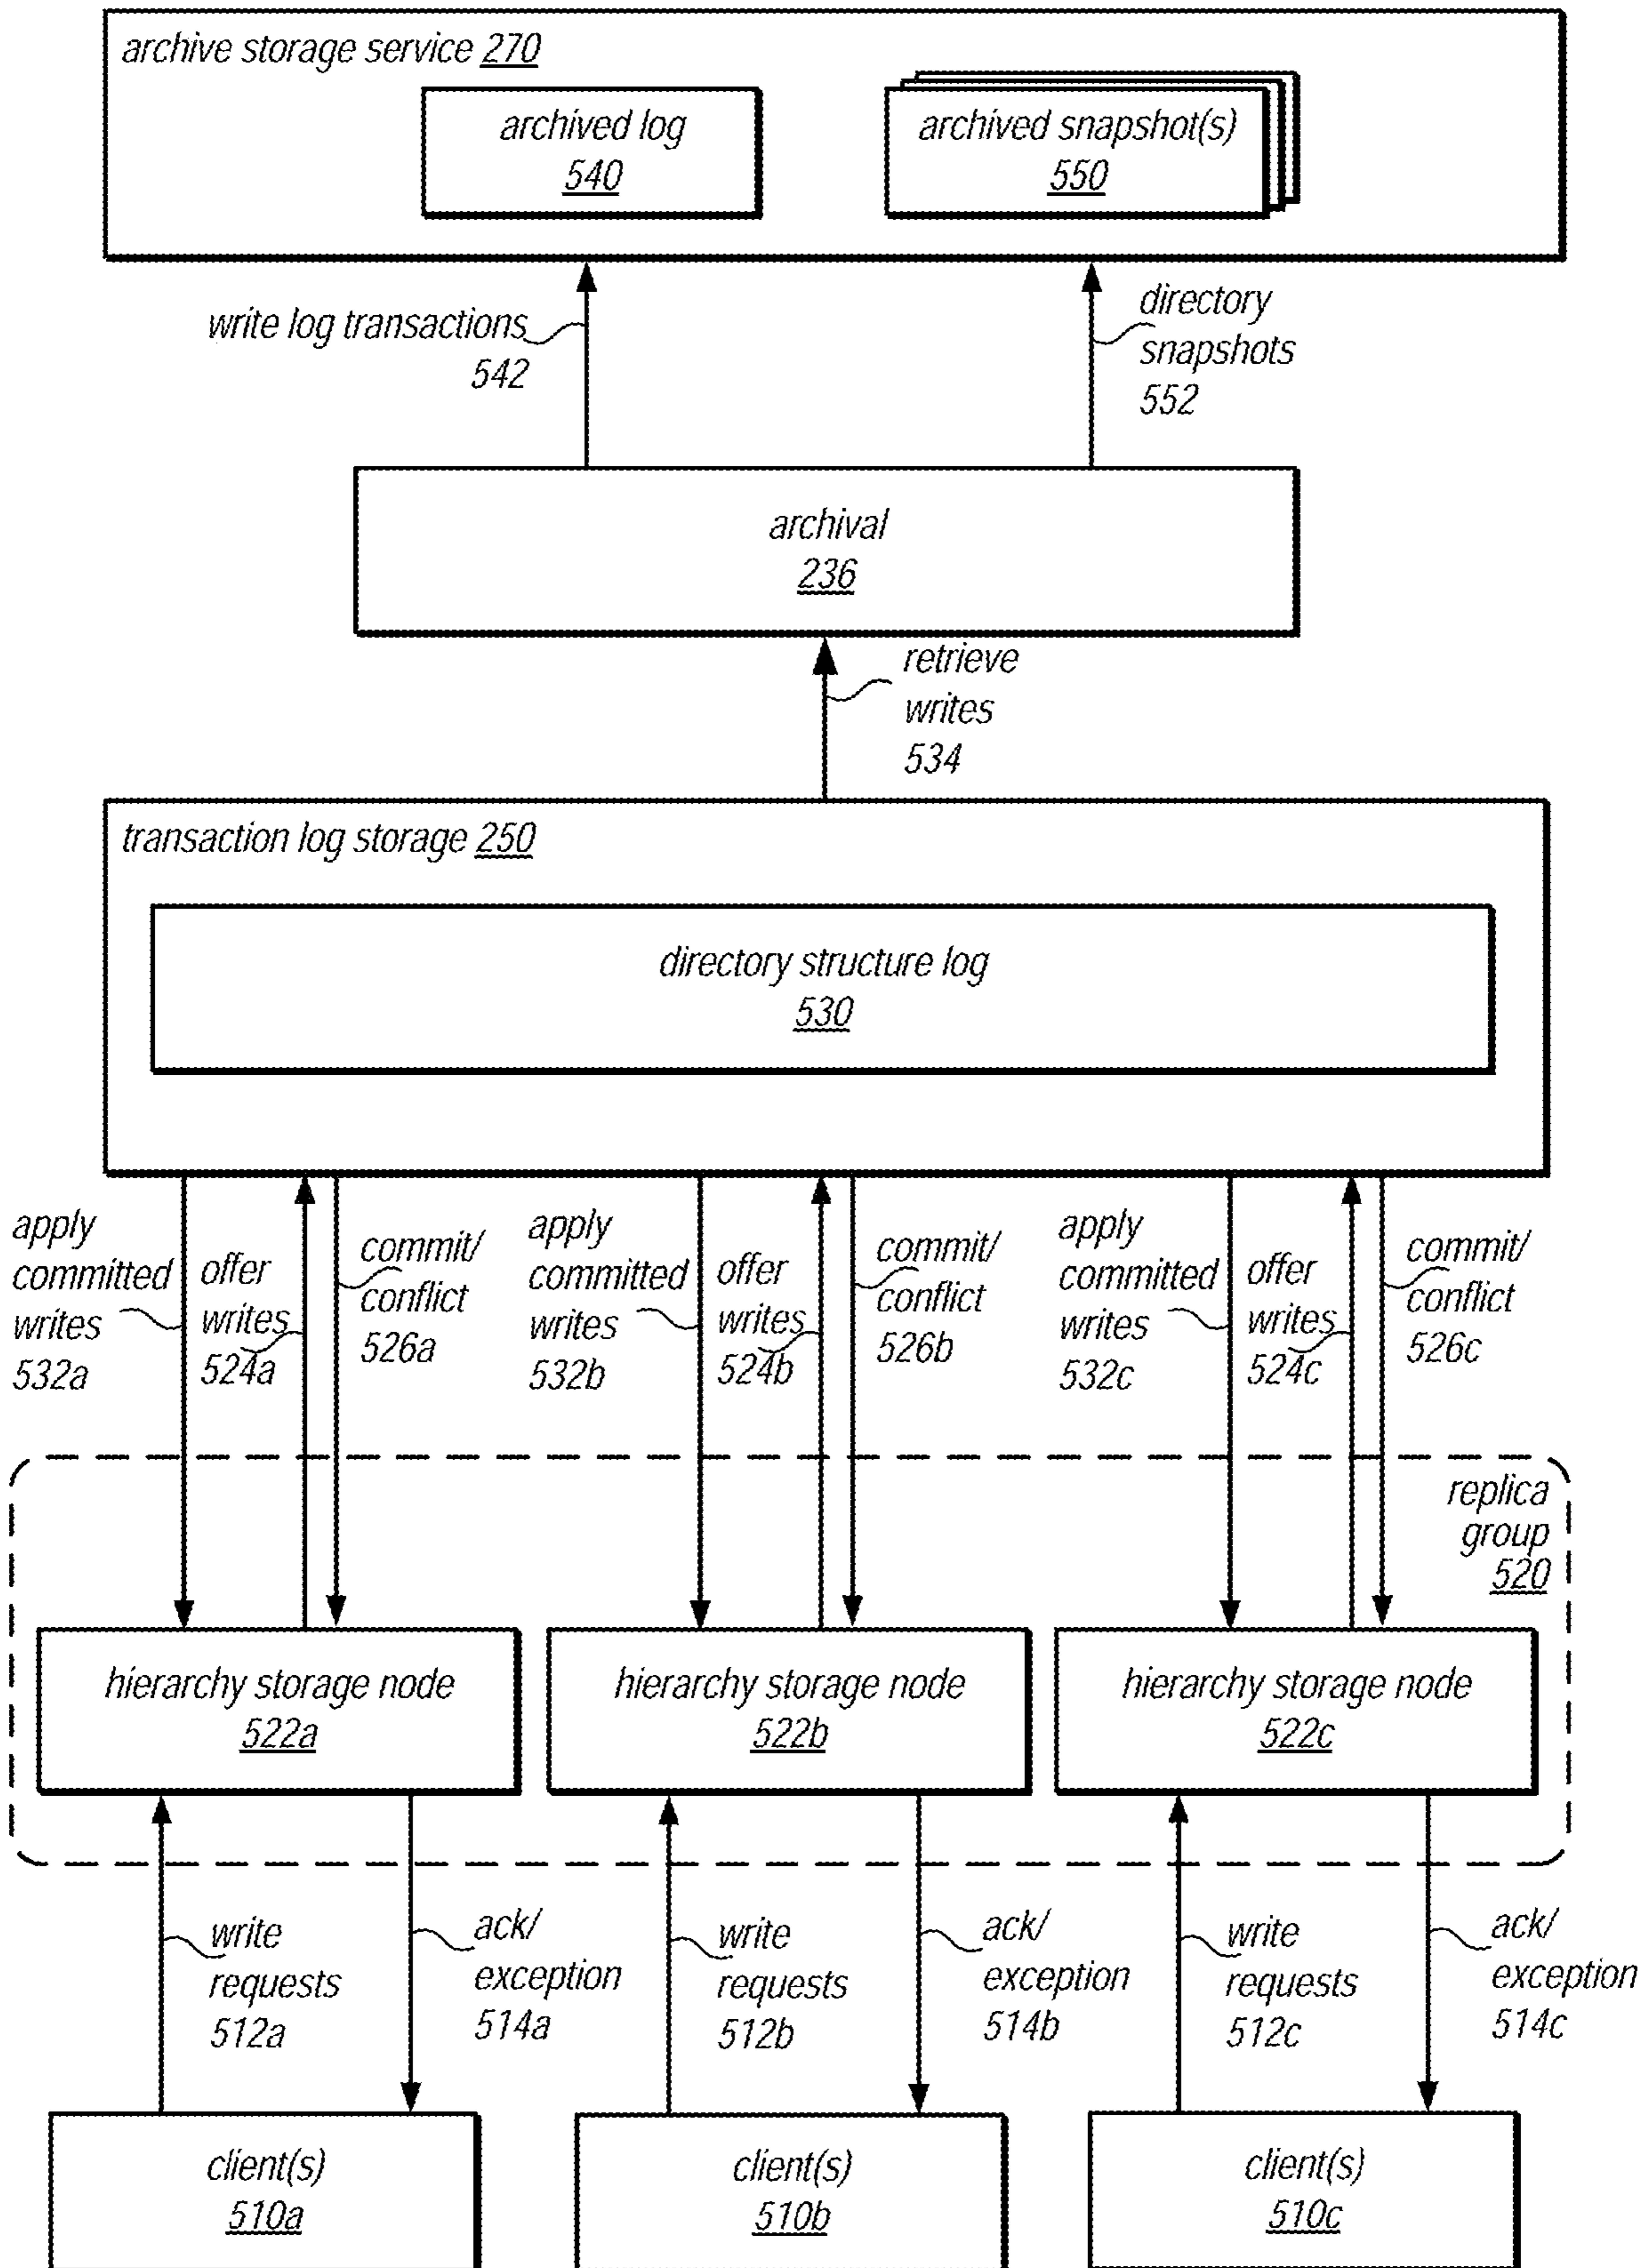 archive storage service 270
archived log
540
archived snapshot(s)
550
write log transactions
542
directory
snapshots
552
archival
236
retrieve
writes
534
transaction log storage 250
directory structure log
530
apply
committed
writes
532a
offer
writes
524a
commit/
conflict
526a
apply
committed
writes
532b
offer
writes
524b
commit/
conflict
526b
apply
committed
writes
532c
offer
writes
524c
commit/
conflict
526c
replica
group
520
hierarchy storage node
522a
hierarchy storage node
522b
hierarchy storage node
522c
write
requests
512a
ack/
exception
514a
write
requests
512b
ack/
exception
514b
write
requests
512c
ack/
exception
514c
client(s)
510a
client(s)
510b
client(s)
510c